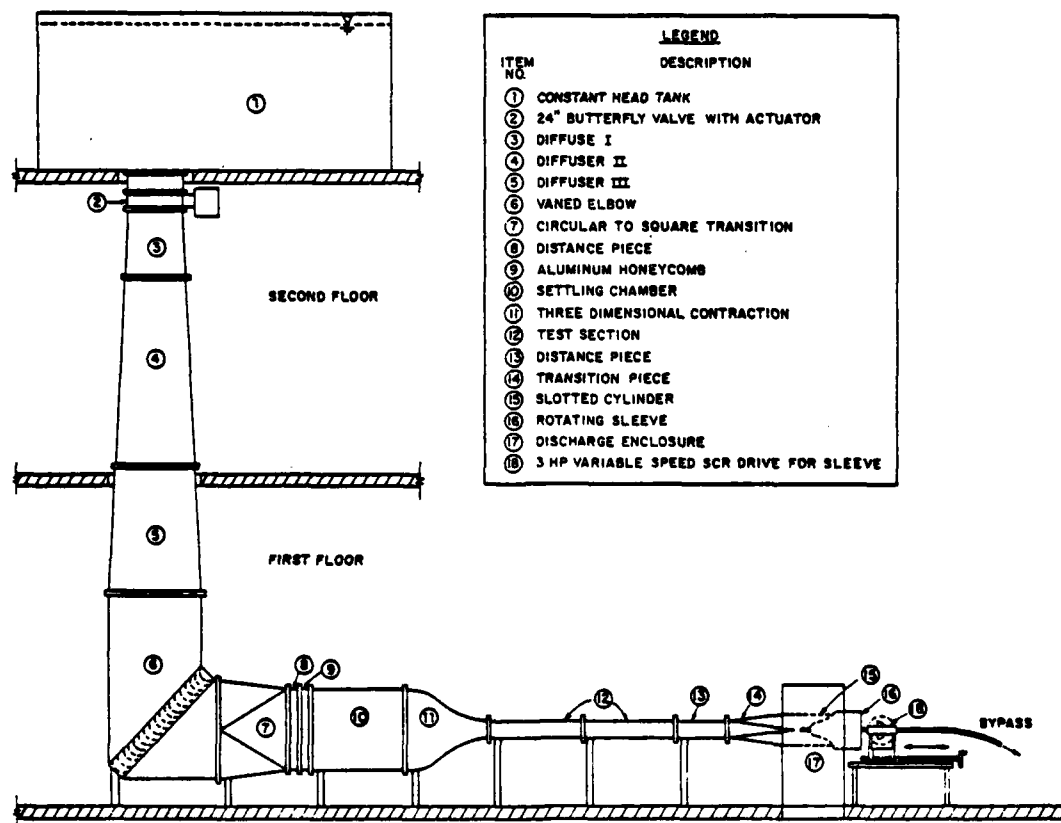 LEGEND
ITEM NO. DESCRIPTION
① CONSTANT HEAD TANK
② 24" BUTTERFLY VALVE WITH ACTUATOR
③ DIFFUSE I
④ DIFFUSER II
⑤ DIFFUSER III
⑥ VANED ELBOW
⑦ CIRCULAR TO SQUARE TRANSITION
⑧ DISTANCE PIECE
⑨ ALUMINUM HONEYCOMB
⑩ SETTLING CHAMBER
⑪ THREE DIMENSIONAL CONTRACTION
⑫ TEST SECTION
⑬ DISTANCE PIECE
⑭ TRANSITION PIECE
⑮ SLOTTED CYLINDER
⑯ ROTATING SLEEVE
⑰ DISCHARGE ENCLOSURE
⑱ 3 HP VARIABLE SPEED SCR DRIVE FOR SLEEVE
①
②
③
SECOND FLOOR
④
⑤
FIRST FLOOR
⑥
⑦
⑧
⑨
⑩
⑪
⑫
⑬
⑭
⑮
⑯
⑱
BYPASS
⑰